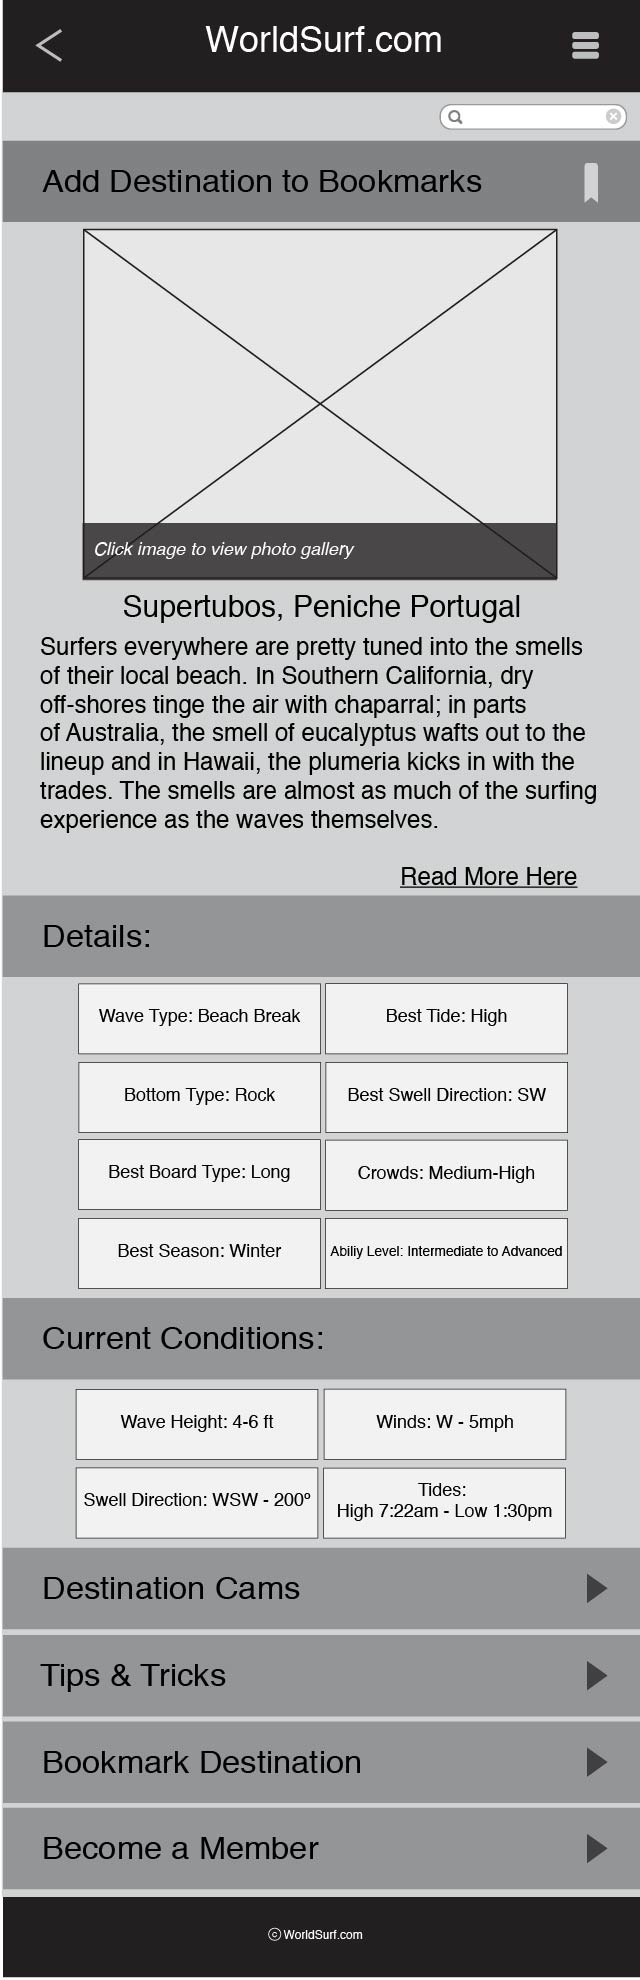 WorldSurf.com
Add Destination to Bookmarks
Click image to view photo gallery
Supertubos, Peniche Portugal
Surfers everywhere are pretty tuned into the smells
of their local beach. In Southern California, dry
off-shores tinge the air with chaparral; in parts
of Australia, the smell of eucalyptus wafts out to the
lineup and in Hawaii, the plumeria kicks in with the
trades. The smells are almost as much of the surfing
experience as the waves themselves.
Read More Here
Details:
Wave Type: Beach Break
Best Tide: High
Bottom Type: Rock
Best Swell Direction: SW
Best Board Type: Long
Crowds: Medium-High
Best Season: Winter
Abiliy Level: Intermediate to Advanced
Current Conditions:
Wave Height: 4-6 ft
Winds: W - 5mph
Swell Direction: WSW - 200º
Tides:
High 7:22am - Low 1:30pm
Destination Cams
Tips & Tricks
Bookmark Destination
Become a Member
© WorldSurf.com